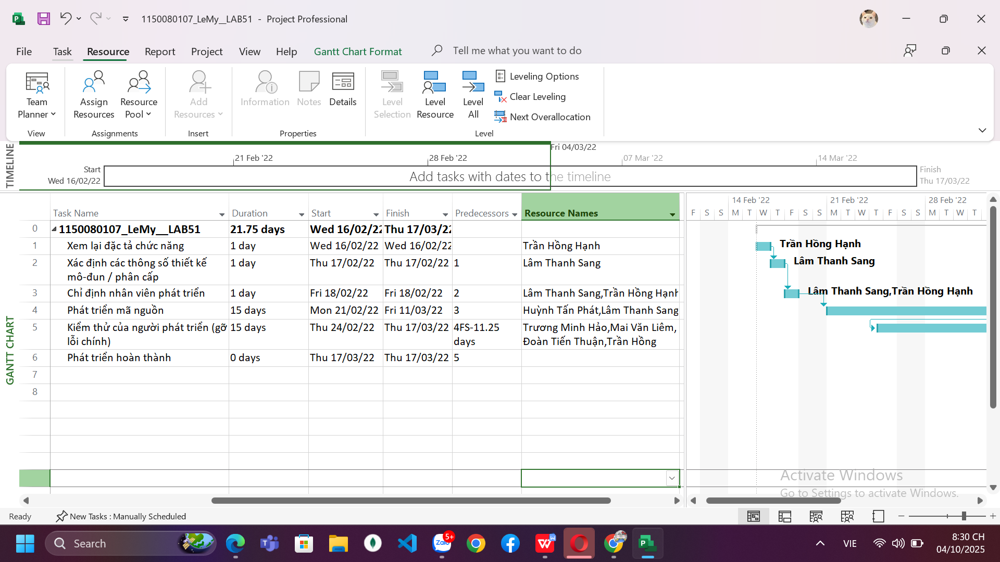 1150080107_LeMy__LAB51 - Project Professional
File Task Resource Report Project View Help Gantt Chart Format Tell me what you want to do
Team Planner
View
Assign Resources
Resource Pool
Assignments
Add Resources
Insert
Information
Notes
Details
Properties
Level Selection
Level Resource
Level All
Leveling Options
Clear Leveling
Next Overallocation
Level
TIMELINE
Fri 04/03/22
21 Feb '22 28 Feb '22 07 Mar '22 14 Mar '22
Start
Wed 16/02/22
Add tasks with dates to the timeline
Finish
Thu 17/03/22
GANTT CHART
Task Name Duration Start Finish Predecessors Resource Names
0 1150080107_LeMy__LAB51 21.75 days Wed 16/02/22 Thu 17/03/22
1 Xem lại đặc tả chức năng 1 day Wed 16/02/22 Wed 16/02/22 Trần Hồng Hạnh
2 Xác định các thông số thiết kế mô-đun / phân cấp 1 day Thu 17/02/22 Thu 17/02/22 1 Lâm Thanh Sang
3 Chỉ định nhân viên phát triển 1 day Fri 18/02/22 Fri 18/02/22 2 Lâm Thanh Sang,Trần Hồng Hạnh
4 Phát triển mã nguồn 15 days Mon 21/02/22 Fri 11/03/22 3 Huỳnh Tấn Phát,Lâm Thanh Sang
5 Kiểm thử của người phát triển (gỡ lỗi chính) 15 days Thu 24/02/22 Thu 17/03/22 4FS-11.25 days Trương Minh Hảo,Mai Văn Liêm, Đoàn Tiến Thuận,Trần Hồng
6 Phát triển hoàn thành 0 days Thu 17/03/22 Thu 17/03/22 5
7
8
14 Feb '22 21 Feb '22 28 Feb '22
F S S M T W T F S S M T W T F S S M T W T
Trần Hồng Hạnh
Lâm Thanh Sang
Lâm Thanh Sang,Trần Hồng Hạnh
Activate Windows
Go to Settings to activate Windows.
Ready New Tasks : Manually Scheduled
Search
Zalo
5+
VIE
8:30 CH
04/10/2025